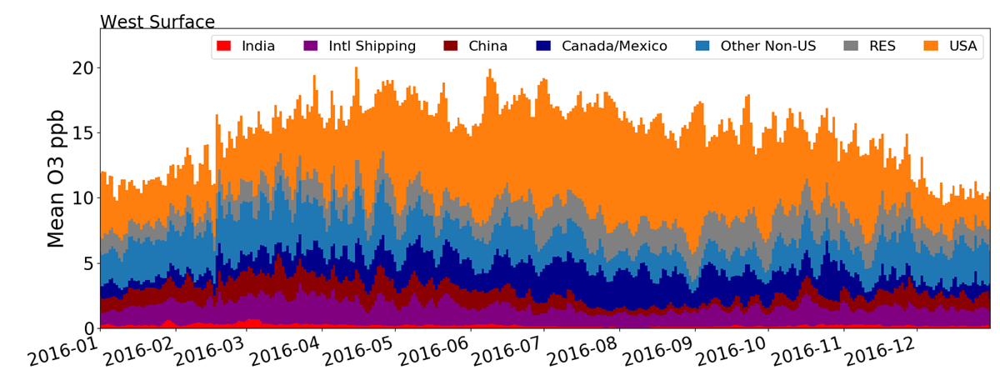 West Surface
India Intl Shipping China Canada/Mexico Other Non-US RES USA
Mean O3 ppb
20
15
10
5
0
2016-01 2016-02 2016-03 2016-04 2016-05 2016-06 2016-07 2016-08 2016-09 2016-10 2016-11 2016-12